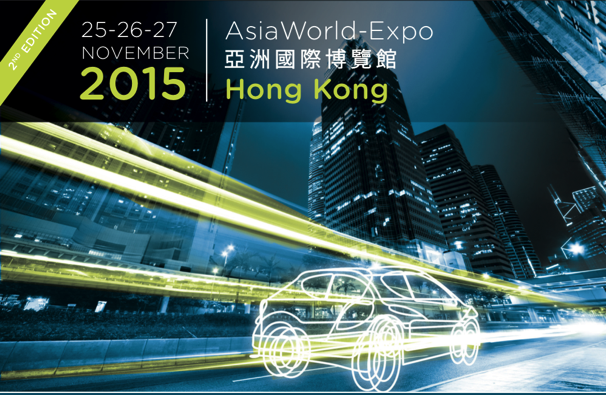 2ND EDITION
25-26-27
NOVEMBER
2015
AsiaWorld-Expo
亞洲國際博覽館
Hong Kong